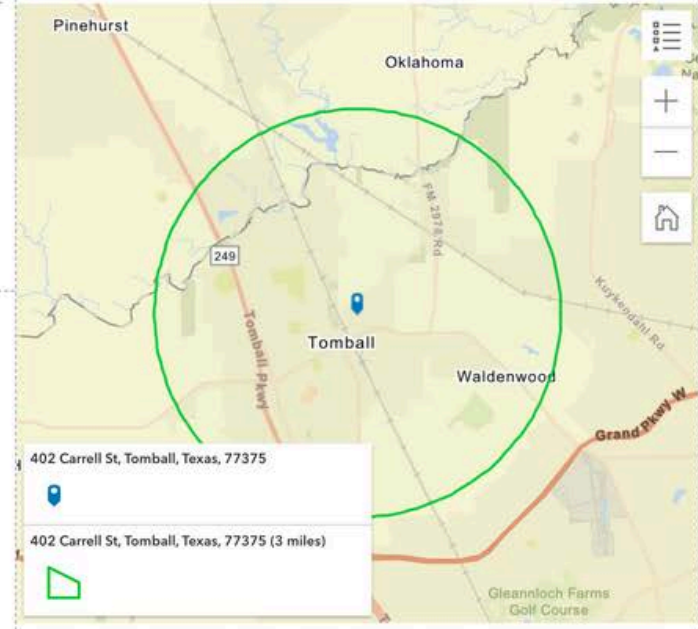 Pinehurst
Oklahoma
FM 2978 Rd
249
Kuykendahl Rd
Tomball Pkwy
Tomball
Waldenwood
Grand Pkwy W
402 Carrell St, Tomball, Texas, 77375
402 Carrell St, Tomball, Texas, 77375 (3 miles)
Gleannloch Farms
Golf Course